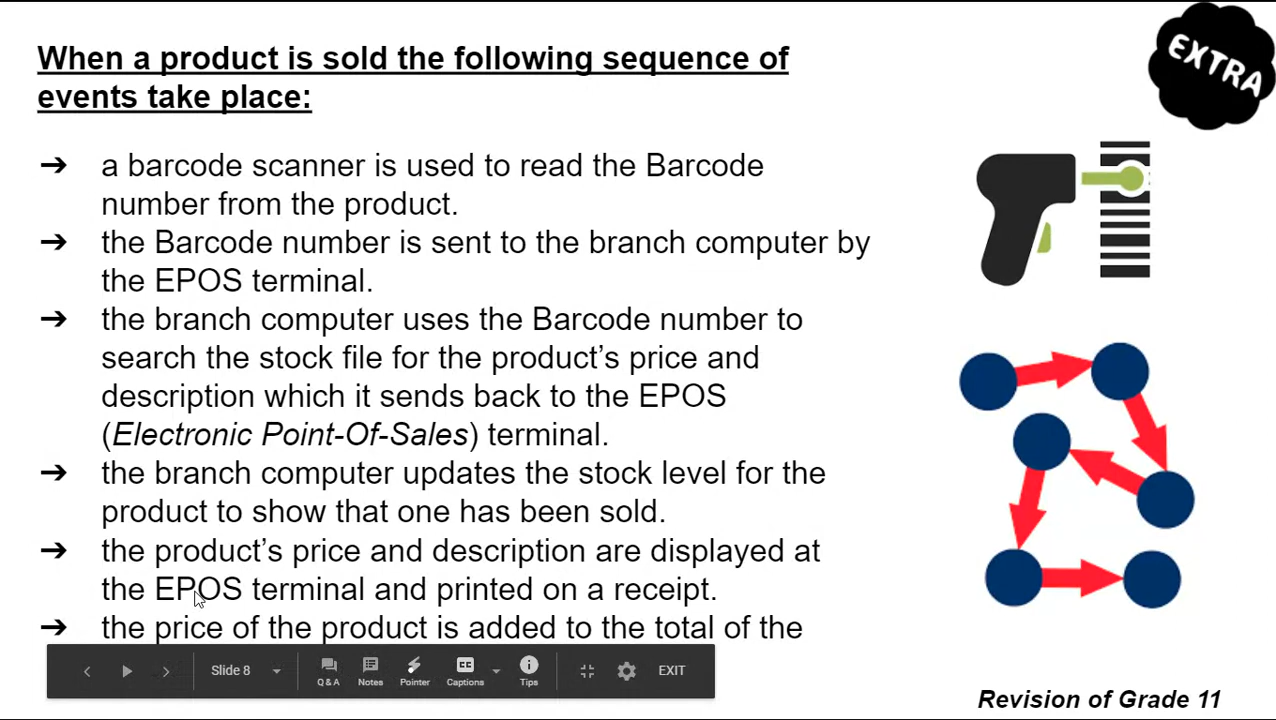 When a product is sold the following sequence of
events take place:
EXTRA
➔ a barcode scanner is used to read the Barcode
number from the product.
➔ the Barcode number is sent to the branch computer by
the EPOS terminal.
➔ the branch computer uses the Barcode number to
search the stock file for the product’s price and
description which it sends back to the EPOS
(Electronic Point-Of-Sales) terminal.
➔ the branch computer updates the stock level for the
product to show that one has been sold.
➔ the product’s price and description are displayed at
the EPOS terminal and printed on a receipt.
➔ the price of the product is added to the total of the
Slide 8
Q & A
Notes
Pointer
CC
Captions
Tips
EXIT
Revision of Grade 11